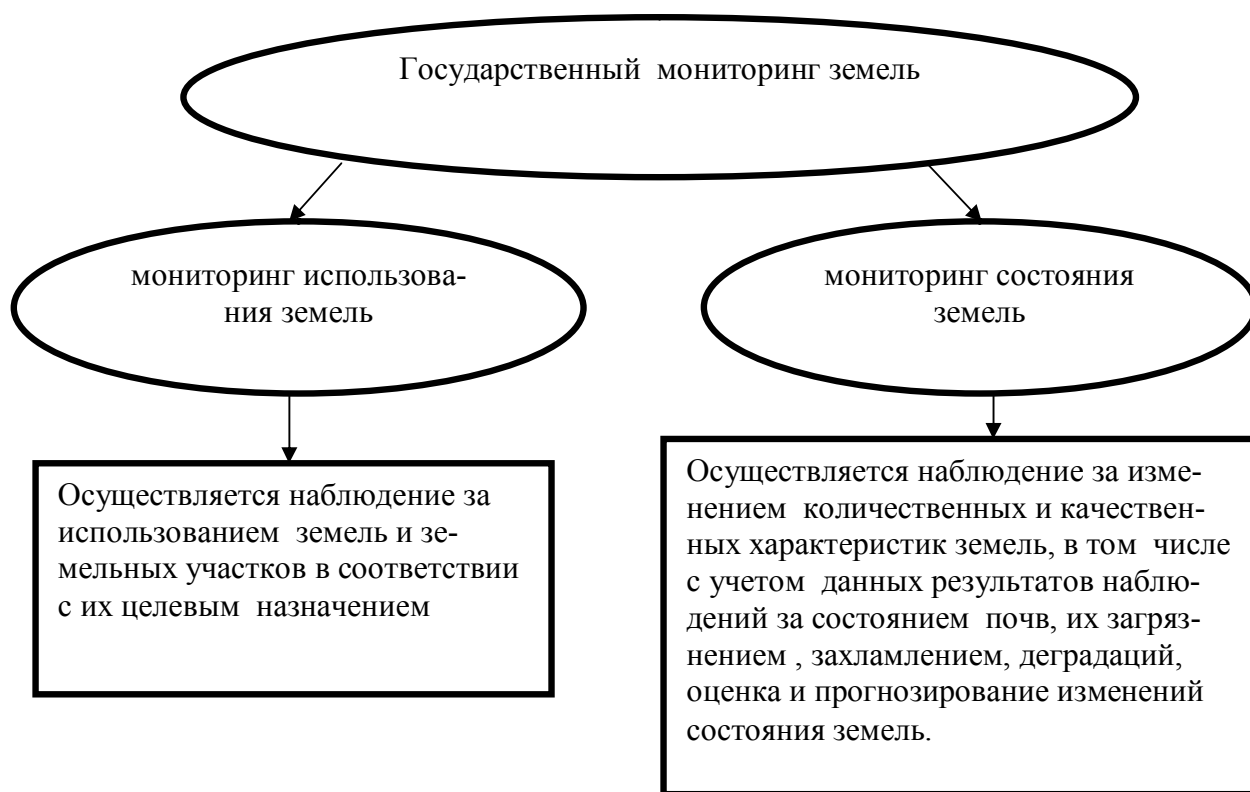 Государственный мониторинг земель
мониторинг использова-
ния земель
мониторинг состояния
земель
Осуществляется наблюдение за
использованием земель и зе-
мельных участков в соответствии
с их целевым назначением
Осуществляется наблюдение за изме-
нением количественных и качествен-
ных характеристик земель, в том числе
с учетом данных результатов наблю-
дений за состоянием почв, их загряз-
нением , захламлением, деградаций,
оценка и прогнозирование изменений
состояния земель.